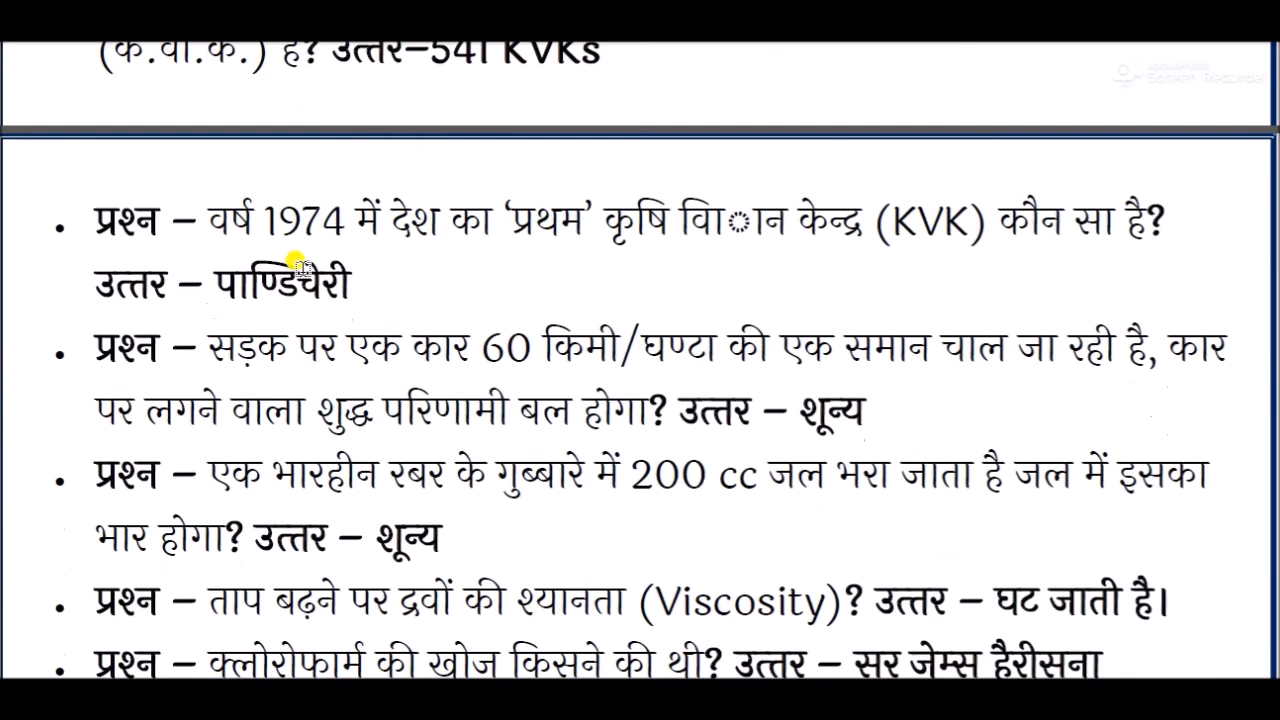 (के.वी.के.) है? उत्तर–541 KVKs
Screen Recorder
• प्रश्न – वर्ष 1974 में देश का ‘प्रथम’ कृषि विाान केन्द्र (KVK) कौन सा है?
उत्तर – पाण्डिचेरी
• प्रश्न – सड़क पर एक कार 60 किमी/घण्टा की एक समान चाल जा रही है, कार
पर लगने वाला शुद्ध परिणामी बल होगा? उत्तर – शून्य
• प्रश्न – एक भारहीन रबर के गुब्बारे में 200 cc जल भरा जाता है जल में इसका
भार होगा? उत्तर – शून्य
• प्रश्न – ताप बढ़ने पर द्रवों की श्यानता (Viscosity)? उत्तर – घट जाती है।
• प्रश्न – क्लोरोफार्म की खोज किसने की थी? उत्तर – सर जेम्स हैरीसना